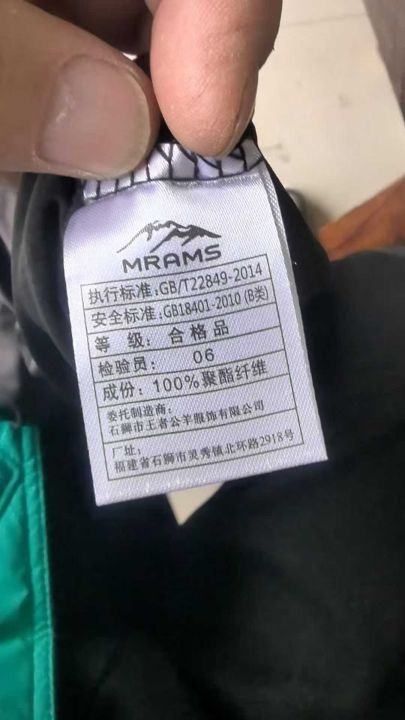 MRAMS
执行标准:GB/T22849-2014
安全标准:GB18401-2010 (B类)
等 级: 合格品
检验员: 06
成份: 100%聚酯纤维
委托制造商:
石狮市王者公羊服饰有限公司
厂址:
福建省石狮市灵秀镇北环路2918号